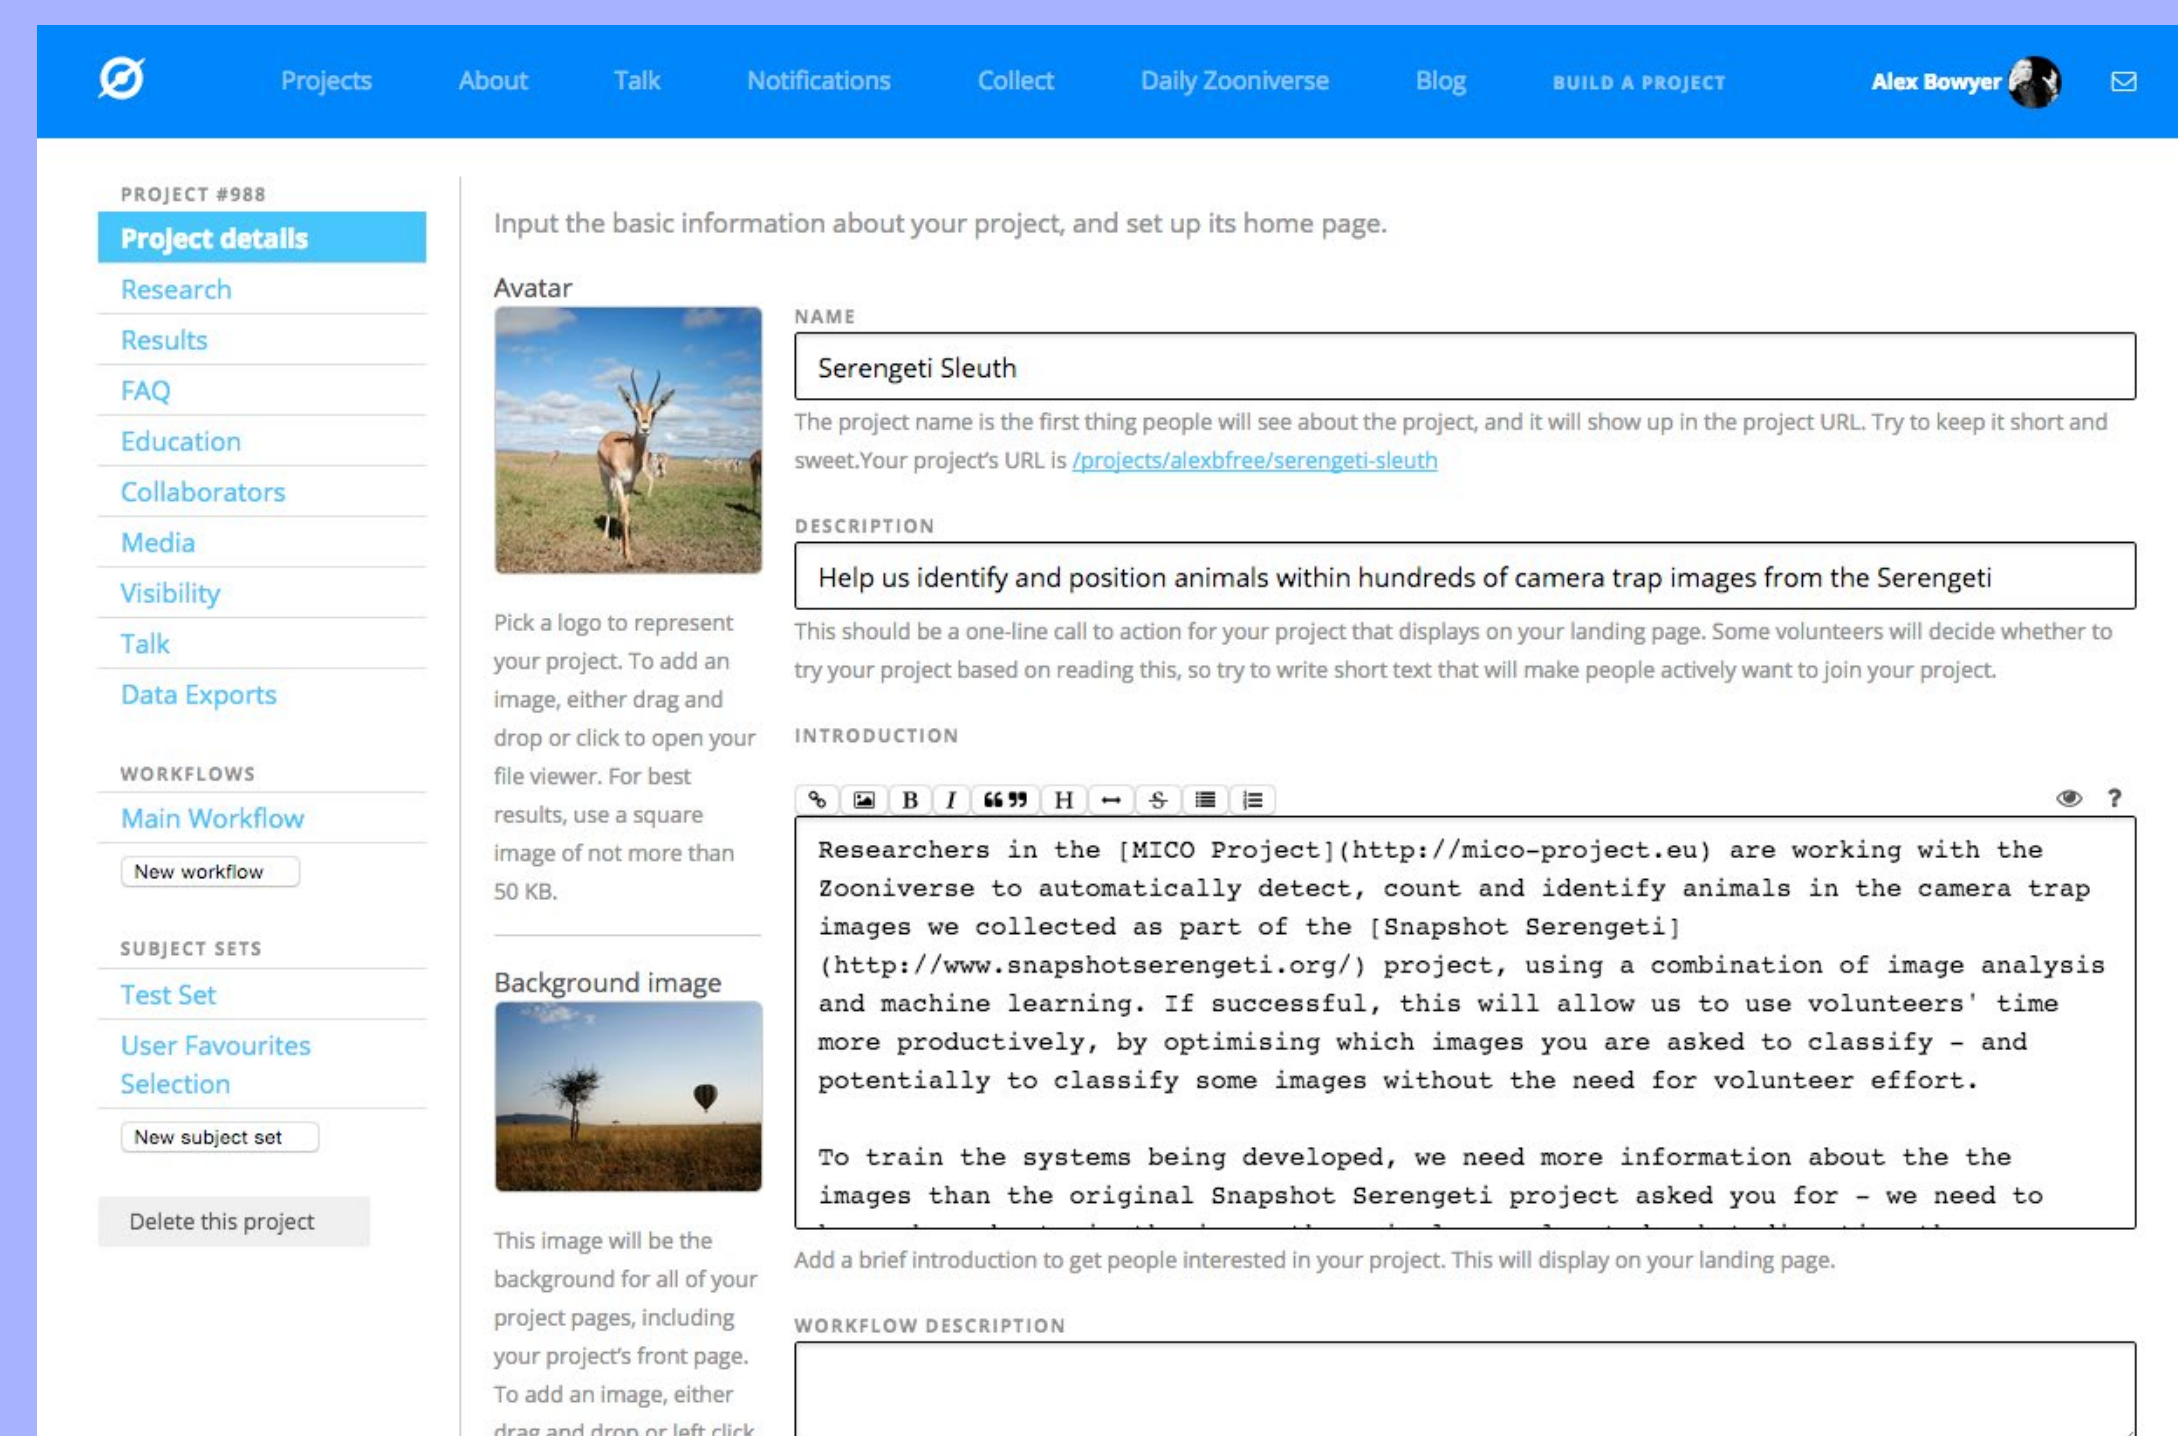 Projects About Talk Notifications Collect Daily Zooniverse Blog BUILD A PROJECT Alex Bowyer
PROJECT #988
Project details
Research
Results
FAQ
Education
Collaborators
Media
Visibility
Talk
Data Exports
WORKFLOWS
Main Workflow
New workflow
SUBJECT SETS
Test Set
User Favourites
Selection
New subject set
Delete this project
Input the basic information about your project, and set up its home page.
Avatar
Pick a logo to represent
your project. To add an
image, either drag and
drop or click to open your
file viewer. For best
results, use a square
image of not more than
50 KB.
Background image
This image will be the
background for all of your
project pages, including
your project's front page.
To add an image, either
drag and drop or left click
NAME
Serengeti Sleuth
The project name is the first thing people will see about the project, and it will show up in the project URL. Try to keep it short and
sweet.Your project's URL is /projects/alexbfree/serengeti-sleuth
DESCRIPTION
Help us identify and position animals within hundreds of camera trap images from the Serengeti
This should be a one-line call to action for your project that displays on your landing page. Some volunteers will decide whether to
try your project based on reading this, so try to write short text that will make people actively want to join your project.
INTRODUCTION
B I “” H S ?
Researchers in the [MICO Project](http://mico-project.eu) are working with the
Zooniverse to automatically detect, count and identify animals in the camera trap
images we collected as part of the [Snapshot Serengeti]
(http://www.snapshotserengeti.org/) project, using a combination of image analysis
and machine learning. If successful, this will allow us to use volunteers' time
more productively, by optimising which images you are asked to classify - and
potentially to classify some images without the need for volunteer effort.
To train the systems being developed, we need more information about the the
images than the original Snapshot Serengeti project asked you for - we need to
Add a brief introduction to get people interested in your project. This will display on your landing page.
WORKFLOW DESCRIPTION